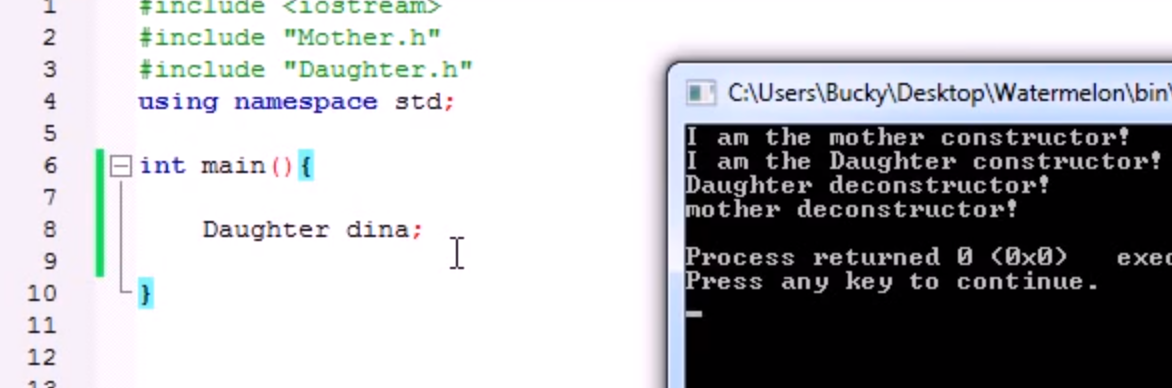 1 #include <iostream>
2 #include "Mother.h"
3 #include "Daughter.h"
4 using namespace std;
5
6 int main(){
7
8 Daughter dina;
9
10 }
11
12
13
C:\Users\Bucky\Desktop\Watermelon\bin\
I am the mother constructor!
I am the Daughter constructor!
Daughter deconstructor!
mother deconstructor!
Process returned 0 (0x0)
Press any key to continue.